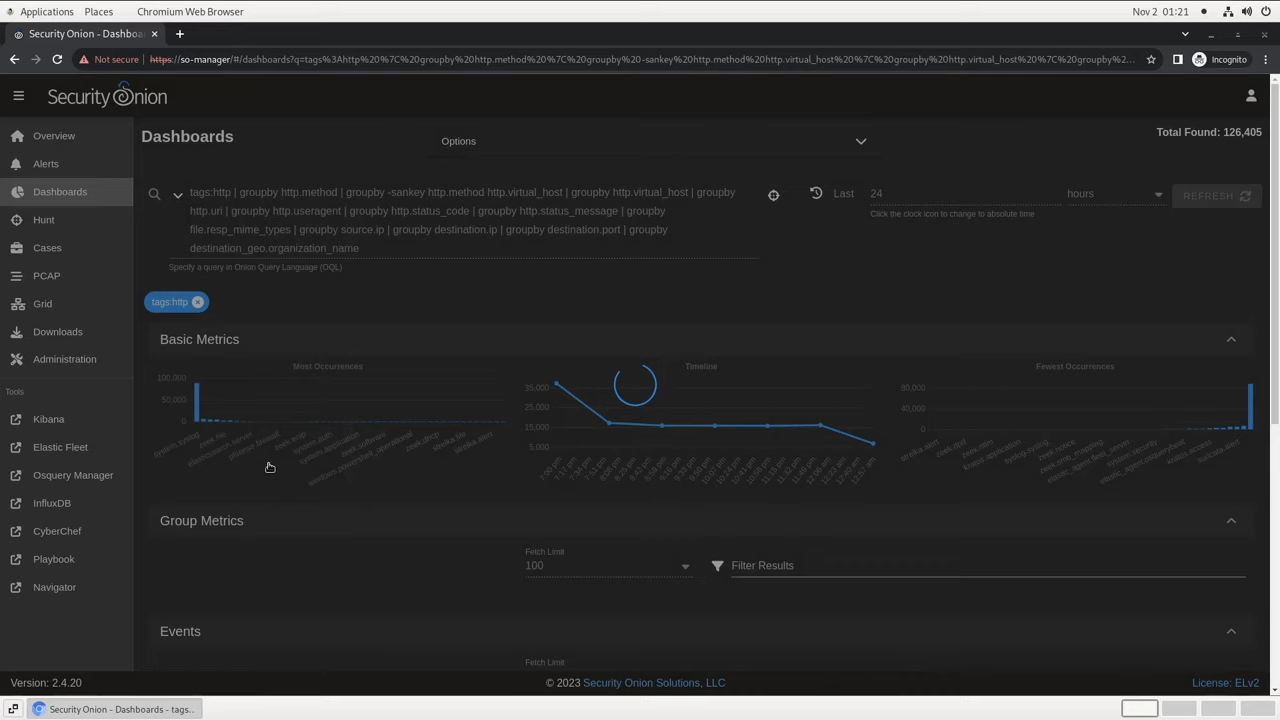 Applications Places Chromium Web Browser Nov 2 01:21
Security Onion - Dashboa
Not secure https://so-manager/#/dashboards?q=tags%3Ahttp%20%7C%20groupby%20http.method%20%7C%20groupby%20-sankey%20http.method%20http.virtual_host%20%7C%20groupby%20http.virtual_host%20%7C%20groupby%2... Incognito
Security Onion
Overview
Alerts
Dashboards
Hunt
Cases
PCAP
Grid
Downloads
Administration
Tools
Kibana
Elastic Fleet
Osquery Manager
InfluxDB
CyberChef
Playbook
Navigator
Version: 2.4.20
Dashboards
Options
Total Found: 126,405
tags:http | groupby http.method | groupby -sankey http.method http.virtual_host | groupby http.virtual_host | groupby
http.uri | groupby http.useragent | groupby http.status_code | groupby http.status_message | groupby
file.resp_mime_types | groupby source.ip | groupby destination.ip | groupby destination.port | groupby
destination_geo.organization_name
Specify a query in Onion Query Language (OQL)
Last 24 hours REFRESH
Click the clock icon to change to absolute time
tags:http
Basic Metrics
Most Occurrences
100,000
50,000
0
Timeline
35,000
25,000
15,000
5,000
Fewest Occurrences
80,000
40,000
0
Group Metrics
Fetch Limit
100
Filter Results
Events
Fetch Limit
© 2023 Security Onion Solutions, LLC
License: ELv2
Security Onion - Dashboards - tags...